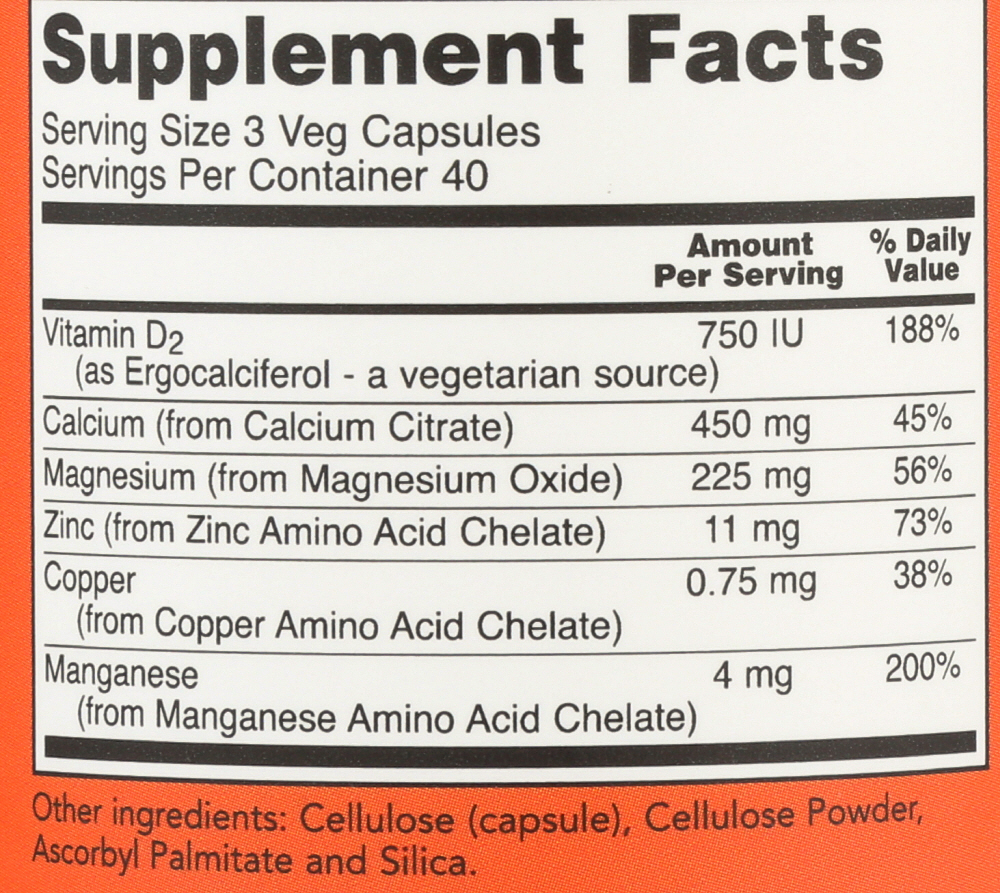 Supplement Facts
Serving Size 3 Veg Capsules
Servings Per Container 40
Amount Per Serving % Daily Value
Vitamin D2 750 IU 188%
(as Ergocalciferol - a vegetarian source)
Calcium (from Calcium Citrate) 450 mg 45%
Magnesium (from Magnesium Oxide) 225 mg 56%
Zinc (from Zinc Amino Acid Chelate) 11 mg 73%
Copper 0.75 mg 38%
(from Copper Amino Acid Chelate)
Manganese 4 mg 200%
(from Manganese Amino Acid Chelate)
Other ingredients: Cellulose (capsule), Cellulose Powder,
Ascorbyl Palmitate and Silica.